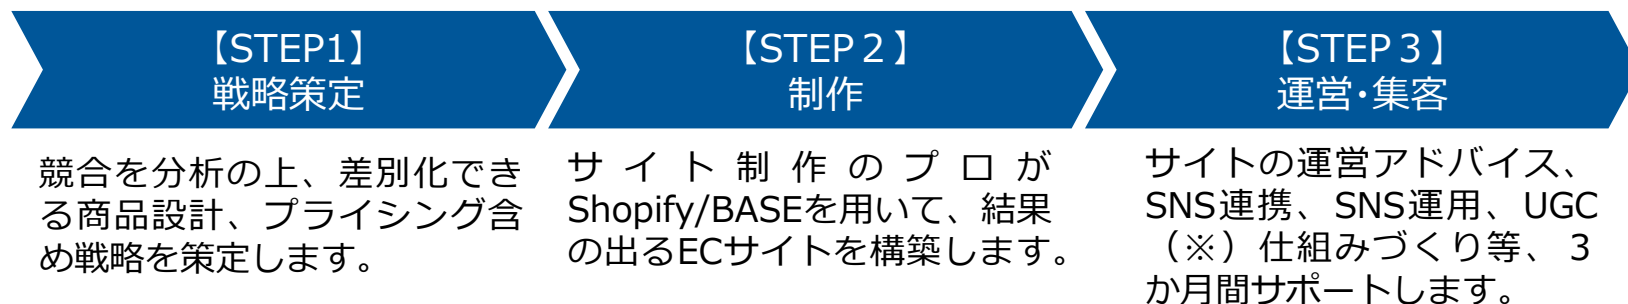 【STEP1】
戦略策定
【STEP２】
制作
【STEP３】
運営･集客
競合を分析の上、差別化でき
る商品設計、プライシング含
め戦略を策定します。
サイト制作のプロが
Shopify/BASEを用いて、結果
の出るECサイトを構築します。
サイトの運営アドバイス、
SNS連携、SNS運用、UGC
（※）仕組みづくり等、３
か月間サポートします。